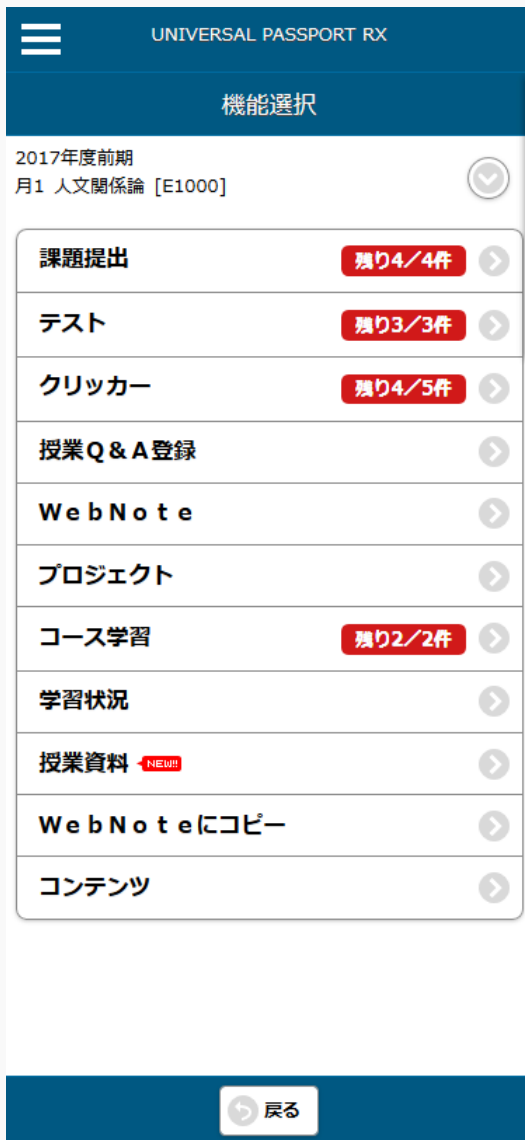 UNIVERSAL PASSPORT RX
機能選択
2017年度前期
月1 人文関係論 [E1000]
課題提出 残り4／4件
テスト 残り3／3件
クリッカー 残り4／5件
授業Ｑ＆Ａ登録
ＷｅｂＮｏｔｅ
プロジェクト
コース学習 残り2／2件
学習状況
授業資料 NEW!!
ＷｅｂＮｏｔｅにコピー
コンテンツ
戻る